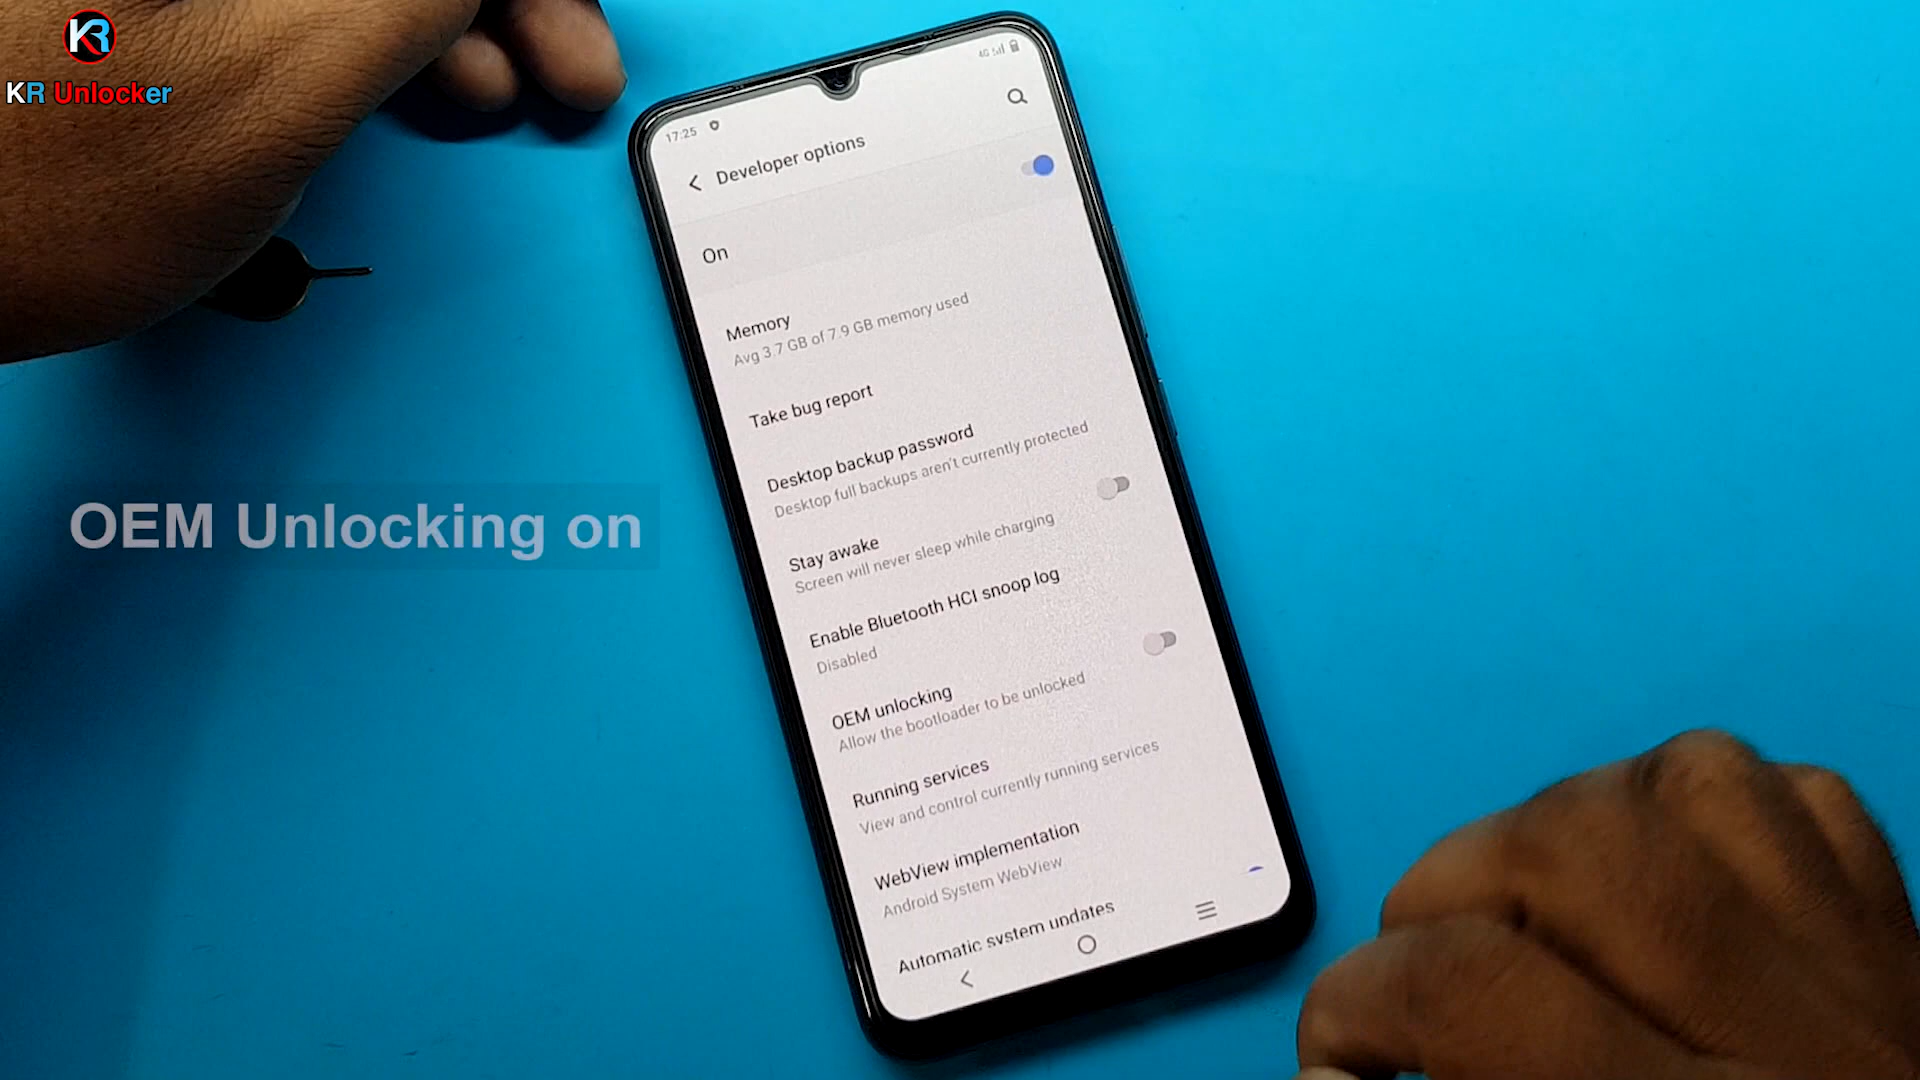 KR
KR Unlocker
17:25
4G
Developer options
On
Memory
Avg 3.7 GB of 7.9 GB memory used
Take bug report
Desktop backup password
Desktop full backups aren't currently protected
Stay awake
Screen will never sleep while charging
Enable Bluetooth HCI snoop log
Disabled
OEM unlocking
Allow the bootloader to be unlocked
Running services
View and control currently running services
WebView implementation
Android System WebView
Automatic system updates
OEM Unlocking on